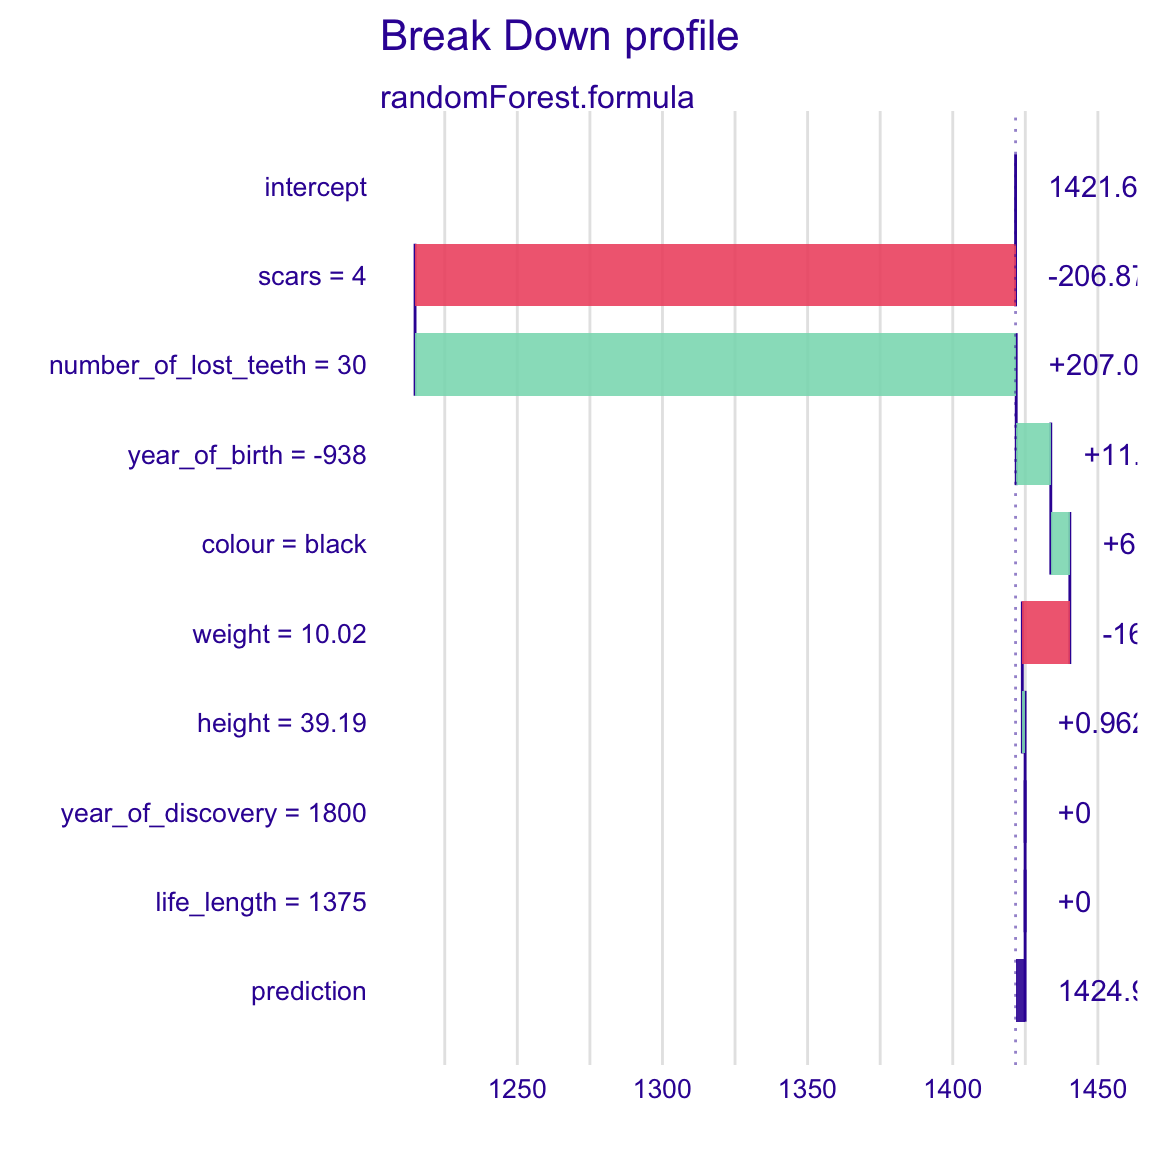 Break Down profile
randomForest.formula
intercept 1421.6
scars = 4 -206.87
number_of_lost_teeth = 30 +207.0
year_of_birth = -938 +11.
colour = black +6
weight = 10.02 -16
height = 39.19 +0.962
year_of_discovery = 1800 +0
life_length = 1375 +0
prediction 1424.9
1250 1300 1350 1400 1450